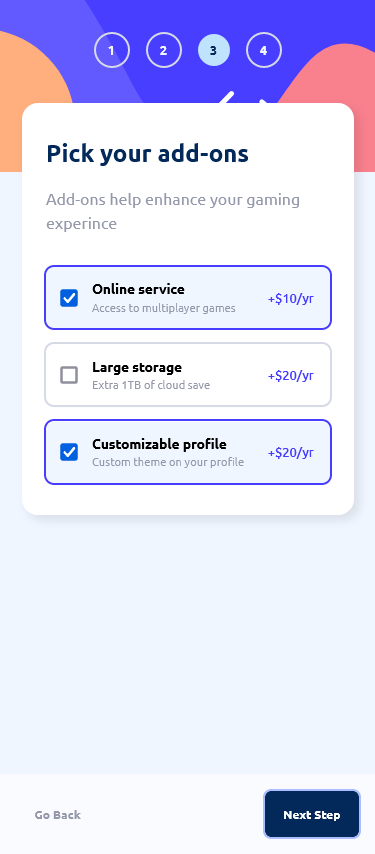 1 2 3 4
Pick your add-ons
Add-ons help enhance your gaming
experince
Online service
Access to multiplayer games
+$10/yr
Large storage
Extra 1TB of cloud save
+$20/yr
Customizable profile
Custom theme on your profile
+$20/yr
Go Back
Next Step